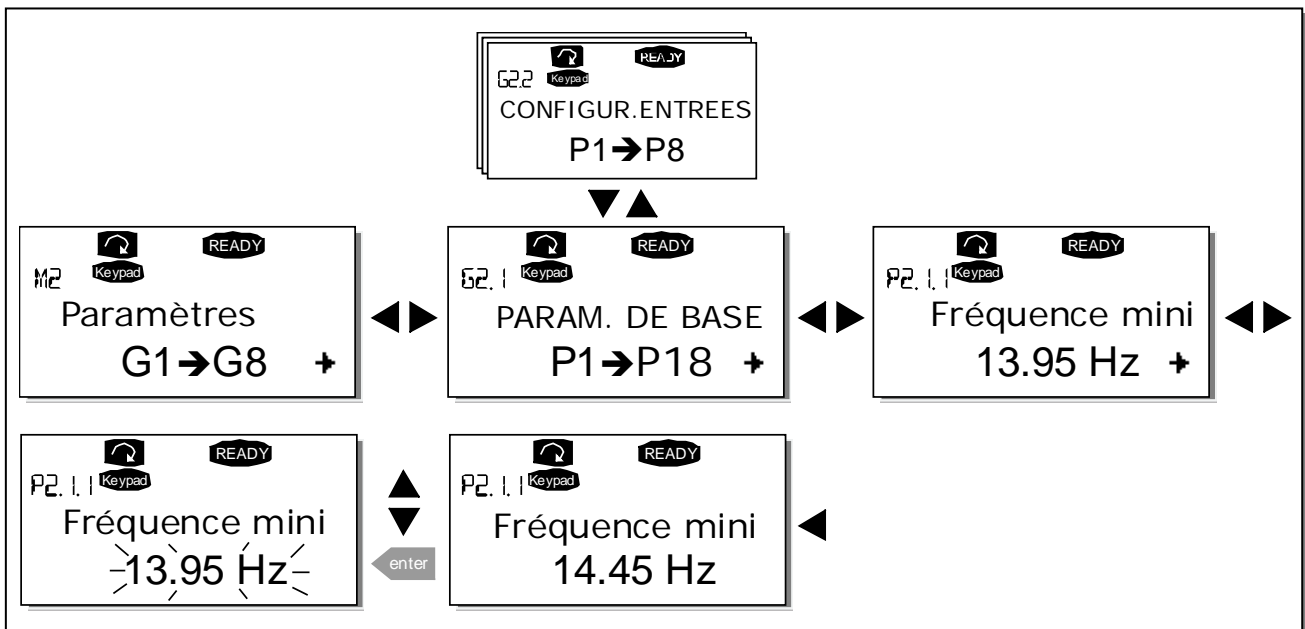 READY
G2.2 Keypad
CONFIGUR.ENTREES
P1➔P8
READY
M2 Keypad
Paramètres
G1➔G8
READY
G2.1 Keypad
PARAM. DE BASE
P1➔P18
READY
P2.1.1 Keypad
Fréquence mini
13.95 Hz
READY
P2.1.1 Keypad
Fréquence mini
13.95 Hz
enter
READY
P2.1.1 Keypad
Fréquence mini
14.45 Hz